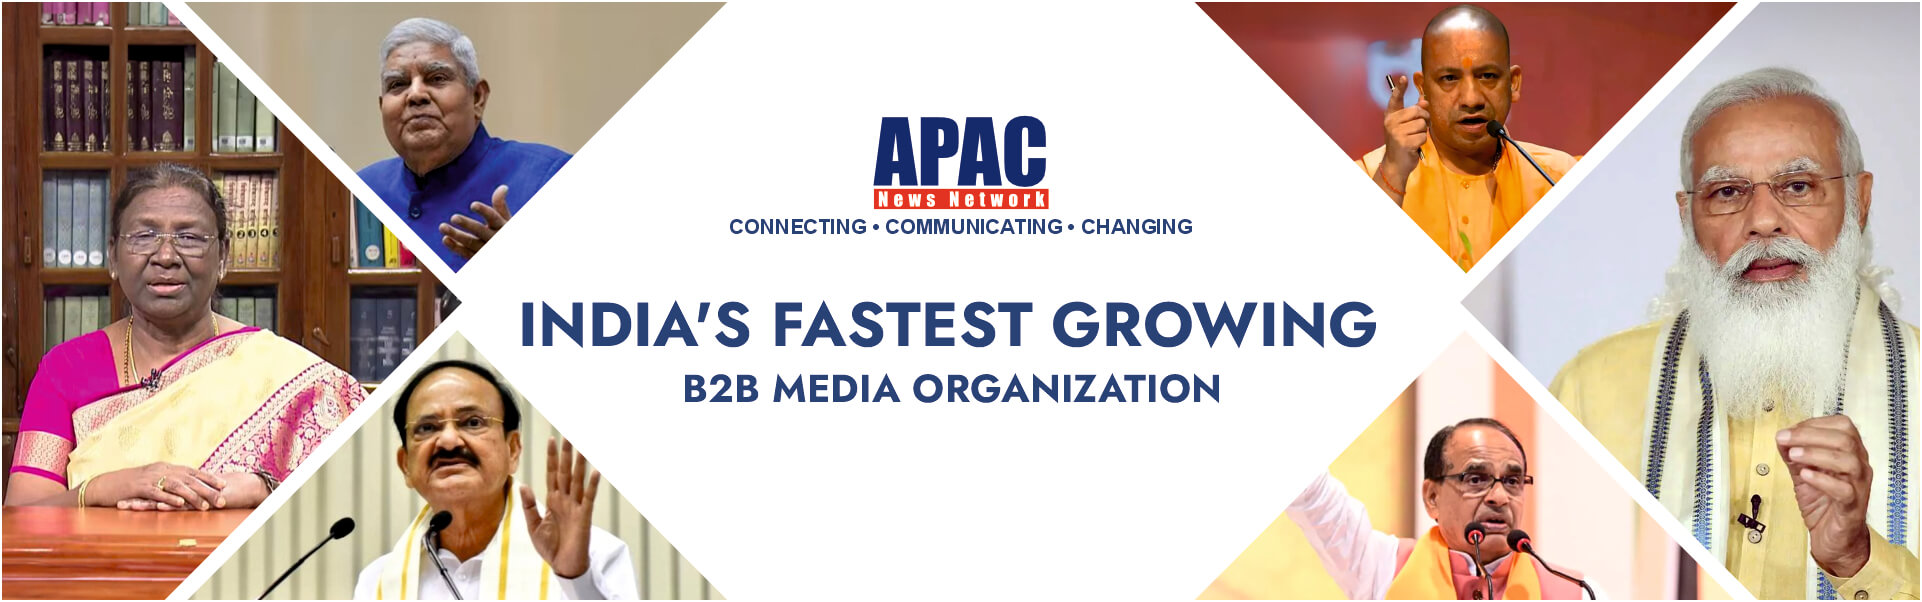 APAC
News Network
CONNECTING • COMMUNICATING • CHANGING
INDIA'S FASTEST GROWING
B2B MEDIA ORGANIZATION